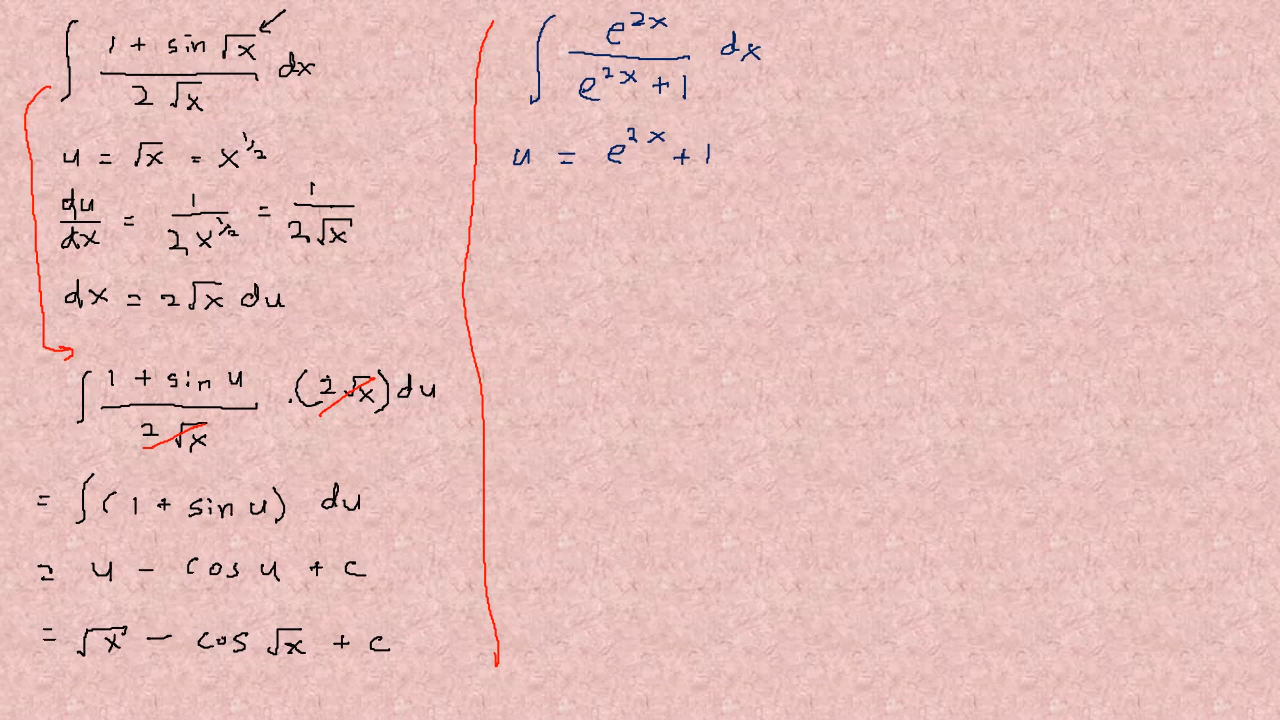 ∫ (1 + sin √x) / (2√x) dx
u = √x = x^(1/2)
du/dx = 1/(2x^(1/2)) = 1/(2√x)
dx = 2√x du
∫ (1 + sin u) / (2√x) . (2√x) du
= ∫ (1 + sin u) du
= u - cos u + c
= √x - cos √x + c
∫ e^(2x) / (e^(2x) + 1) dx
u = e^(2x) + 1